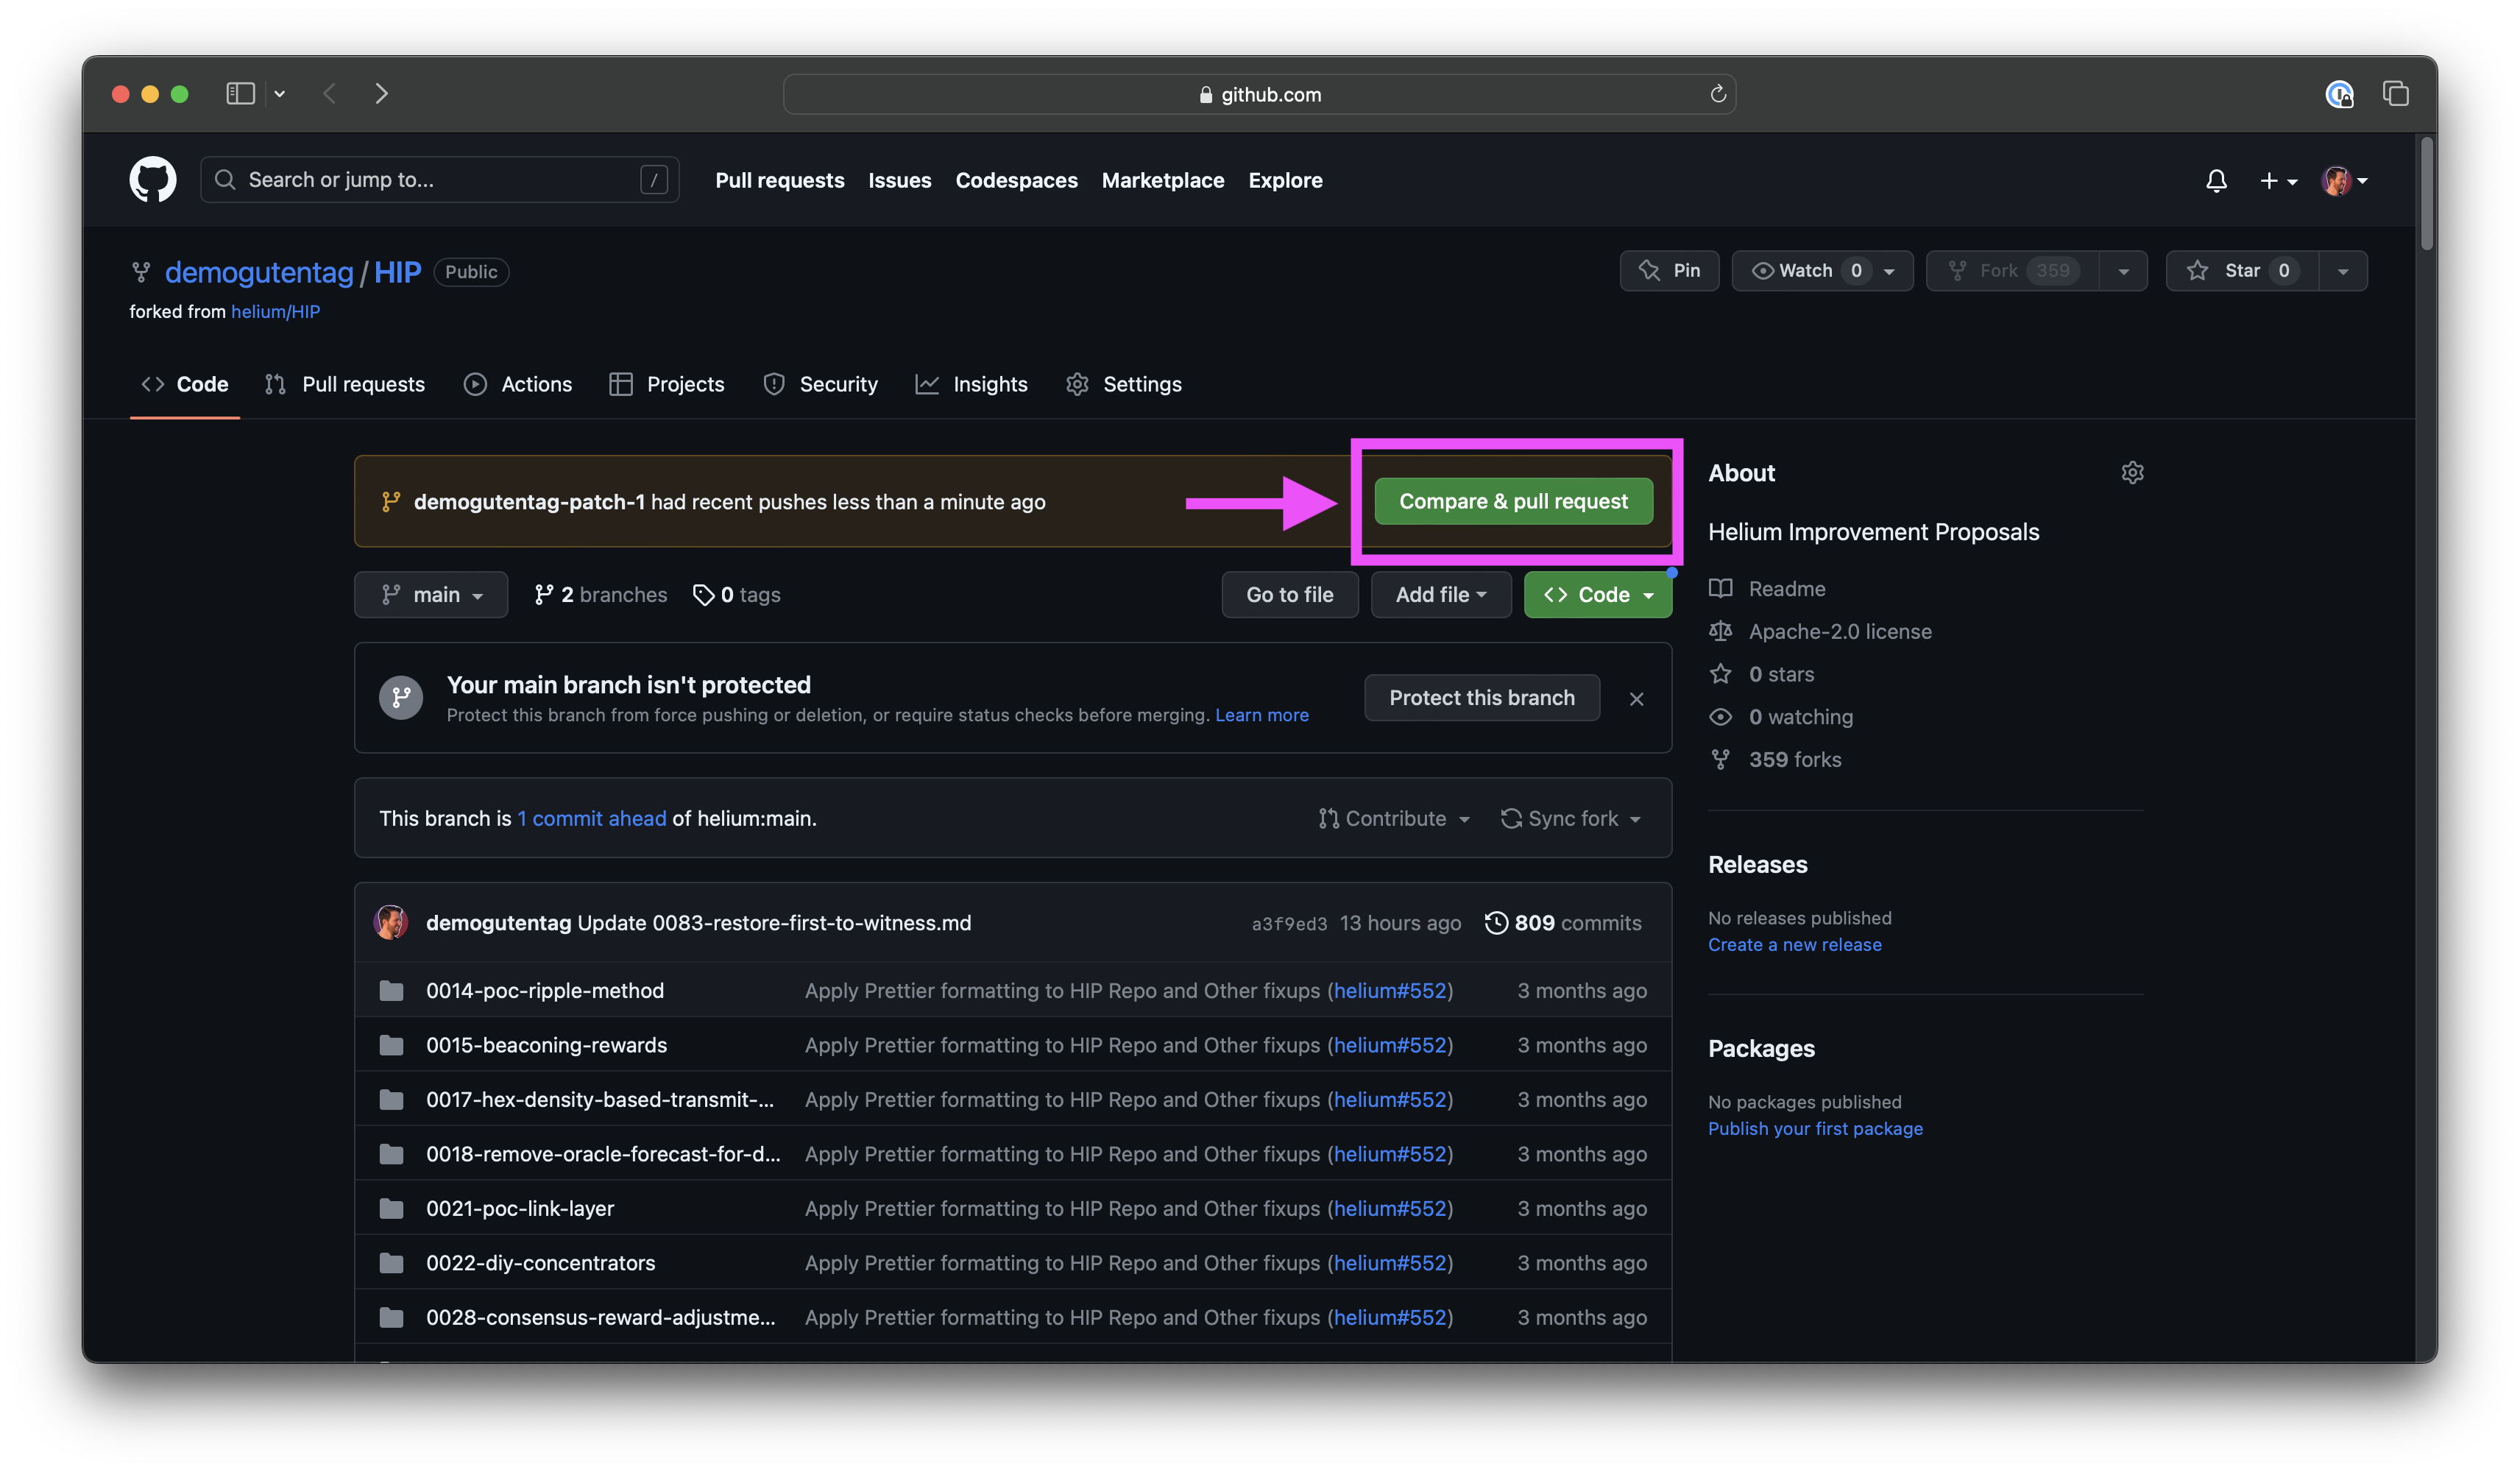 github.com
Search or jump to... /
Pull requests Issues Codespaces Marketplace Explore
demogutentag / HIP Public
Pin Watch 0 Fork 359 Star 0
forked from helium/HIP
Code Pull requests Actions Projects Security Insights Settings
demogutentag-patch-1 had recent pushes less than a minute ago
Compare & pull request
main 2 branches 0 tags
Go to file Add file Code
Your main branch isn't protected
Protect this branch from force pushing or deletion, or require status checks before merging. Learn more
Protect this branch
This branch is 1 commit ahead of helium:main.
Contribute Sync fork
demogutentag Update 0083-restore-first-to-witness.md a3f9ed3 13 hours ago 809 commits
0014-poc-ripple-method Apply Prettier formatting to HIP Repo and Other fixups (helium#552) 3 months ago
0015-beaconing-rewards Apply Prettier formatting to HIP Repo and Other fixups (helium#552) 3 months ago
0017-hex-density-based-transmit-... Apply Prettier formatting to HIP Repo and Other fixups (helium#552) 3 months ago
0018-remove-oracle-forecast-for-d... Apply Prettier formatting to HIP Repo and Other fixups (helium#552) 3 months ago
0021-poc-link-layer Apply Prettier formatting to HIP Repo and Other fixups (helium#552) 3 months ago
0022-diy-concentrators Apply Prettier formatting to HIP Repo and Other fixups (helium#552) 3 months ago
0028-consensus-reward-adjustme... Apply Prettier formatting to HIP Repo and Other fixups (helium#552) 3 months ago
About
Helium Improvement Proposals
Readme
Apache-2.0 license
0 stars
0 watching
359 forks
Releases
No releases published
Create a new release
Packages
No packages published
Publish your first package